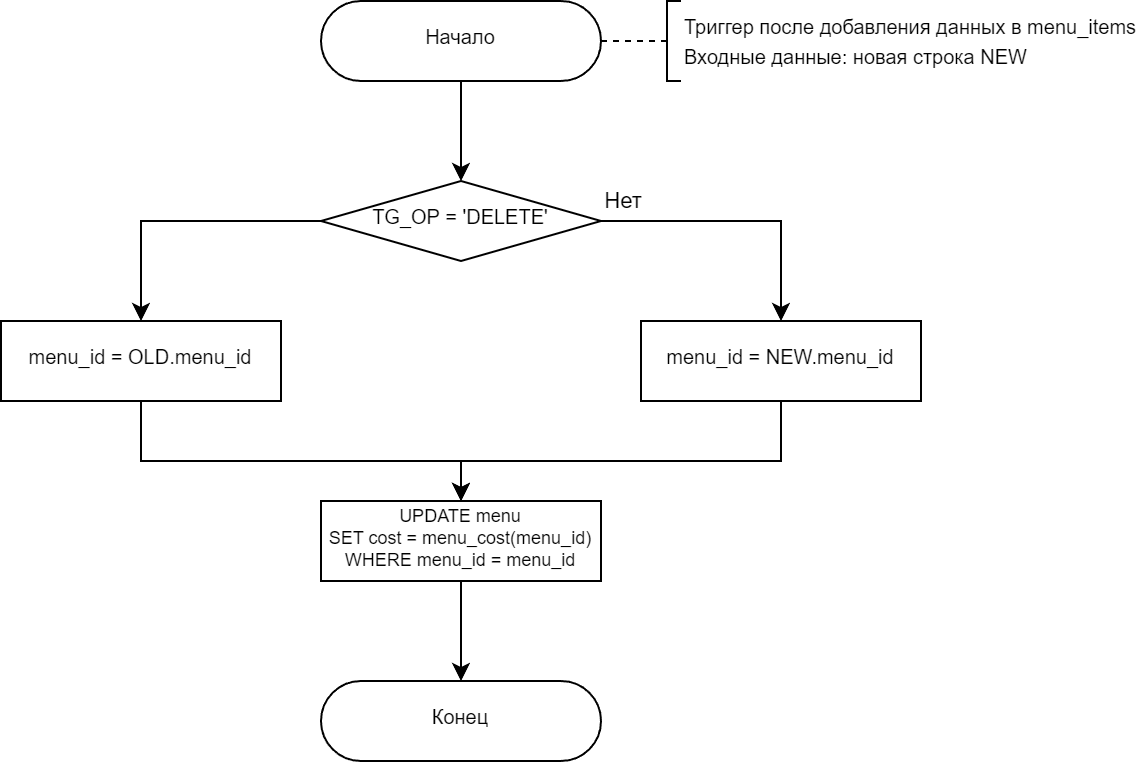 Начало
Триггер после добавления данных в menu_items
Входные данные: новая строка NEW
TG_OP = 'DELETE'
Нет
menu_id = OLD.menu_id
menu_id = NEW.menu_id
UPDATE menu
SET cost = menu_cost(menu_id)
WHERE menu_id = menu_id
Конец